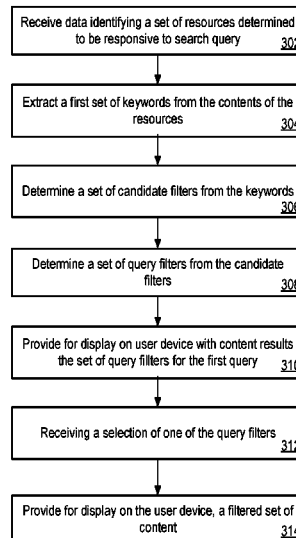 Receive data identifying a set of resources determined
to be responsive to search query
302
Extract a first set of keywords from the contents of the
resources
304
Determine a set of candidate filters from the keywords
306
Determine a set of query filters from the candidate
filters
308
Provide for display on user device with content results
the set of query filters for the first query
310
Receiving a selection of one of the query filters
312
Provide for display on the user device, a filtered set of
content
314